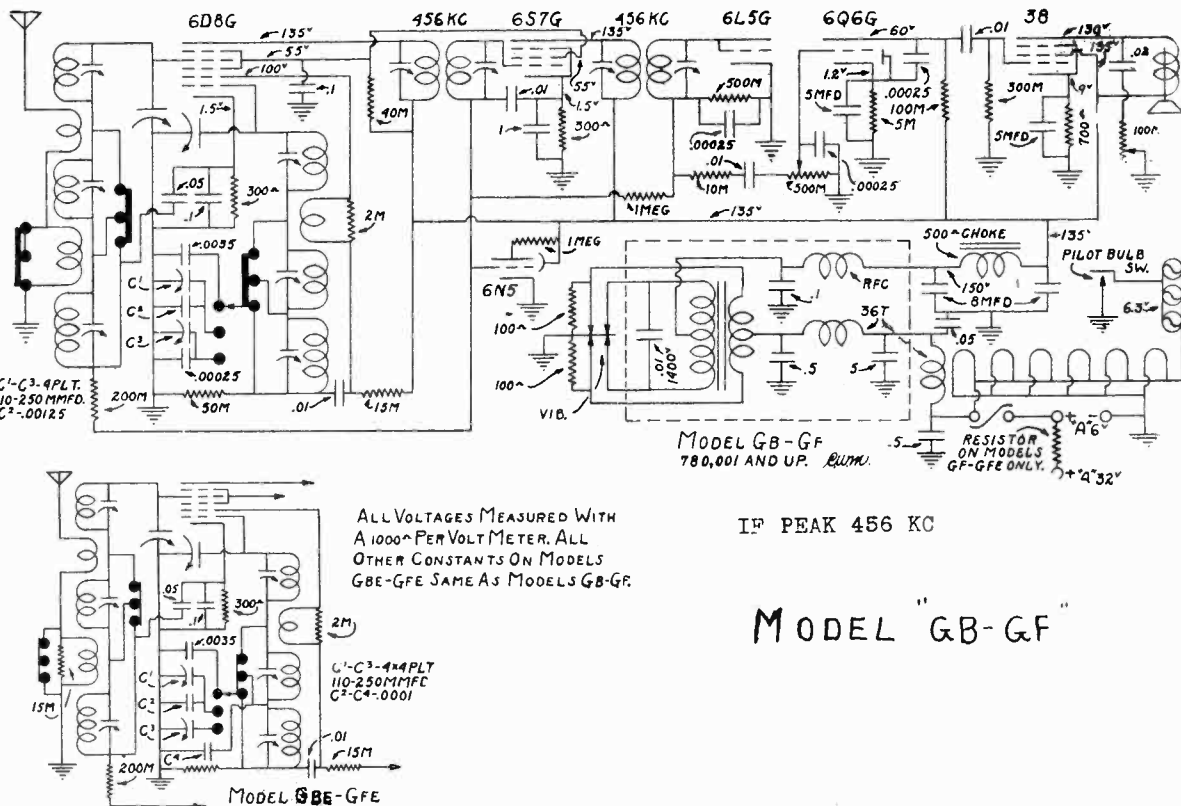 6D8G
456 KC
6S7G
456 KC
6L5G
6Q6G
38
135ᵛ
55ᵛ
100ᵛ
1.5ᵛ
.1
40M
135ᵛ
.01
55ᵛ
1.5ᵛ
.1
300~
500M
.00025
.01
10M
500M
60ᵛ
1.2ᵛ
5MFD
5M
.00025
100M
.00025
.01
300M
130ᵛ
135ᵛ
9ᵛ
5MFD
700~
.02
100M
.05
.1
300~
2M
.0035
C¹
C²
C³
.00025
50M
.01
15M
C¹-C³-4PLT.
110-250MMFD.
C²-.00125
200M
1MEG
135ᵛ
1MEG
6N5
100~
100~
VIB.
.01
1400ᵛ
.1
RFC
.5
.5
36T
500~CHOKE
150ᵛ
8MFD
135ᵛ
.05
PILOT BULB
SW.
6.3ᵛ
.5
+"A"6ᵛ-
RESISTOR
ON MODELS
GF-GFE ONLY.
+"A"32ᵛ
MODEL GB-GF
780,001 AND UP.
IF PEAK 456 KC
MODEL "GB-GF"
ALL VOLTAGES MEASURED WITH
A 1000~ PER VOLT METER. ALL
OTHER CONSTANTS ON MODELS
GBE-GFE SAME AS MODELS GB-GF.
.05
.1
300~
2M
.0035
C¹
C²
C³
C⁴
15M
200M
C¹-C³-4x4PLT
110-250MMFD
C²-C⁴-.0001
.01
15M
MODEL GBE-GFE